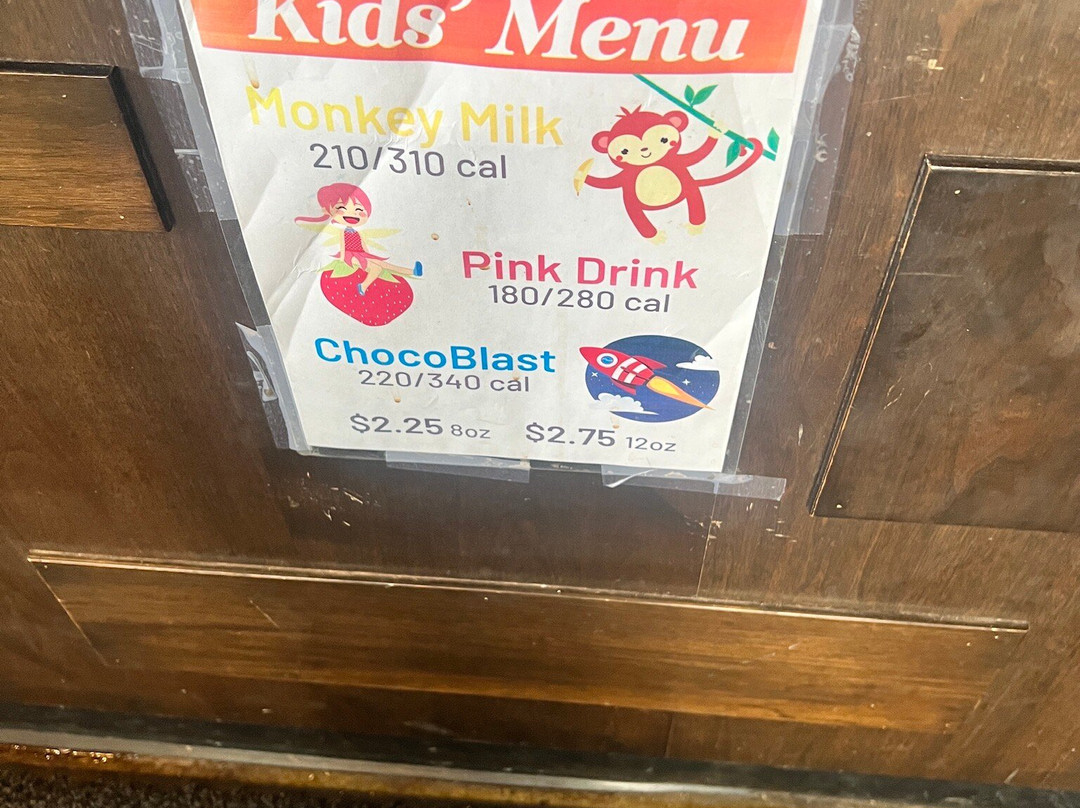 Kids' Menu
Monkey Milk
210/310 cal
Pink Drink
180/280 cal
ChocoBlast
220/340 cal
$2.25 8oz $2.75 12oz